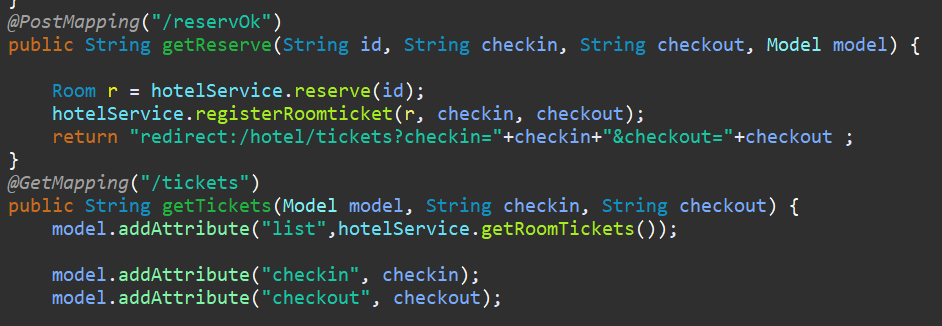 }
@PostMapping("/reservOk")
public String getReserve(String id, String checkin, String checkout, Model model) {
Room r = hotelService.reserve(id);
hotelService.registerRoomticket(r, checkin, checkout);
return "redirect:/hotel/tickets?checkin="+checkin+"&checkout="+checkout ;
}
@GetMapping("/tickets")
public String getTickets(Model model, String checkin, String checkout) {
model.addAttribute("list",hotelService.getRoomTickets());
model.addAttribute("checkin", checkin);
model.addAttribute("checkout", checkout);